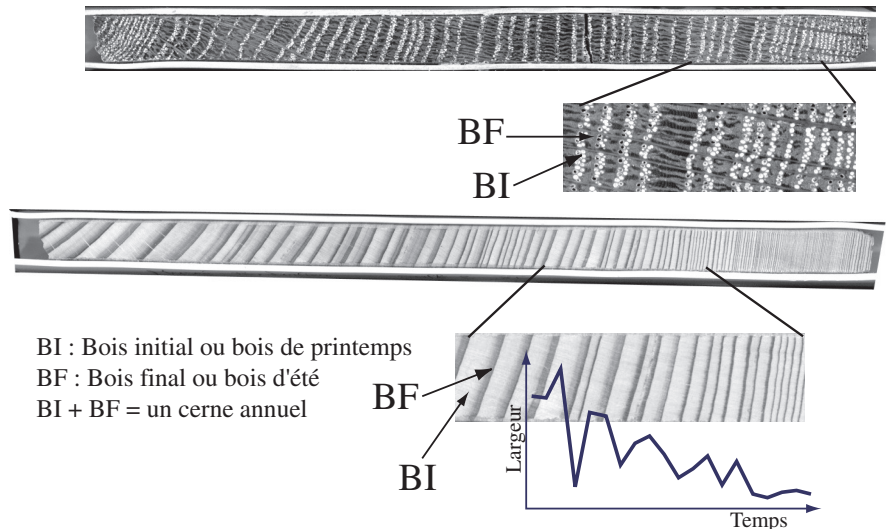 BF
BI
BI : Bois initial ou bois de printemps
BF : Bois final ou bois d'été
BI + BF = un cerne annuel
BF
BI
Largeur
Temps